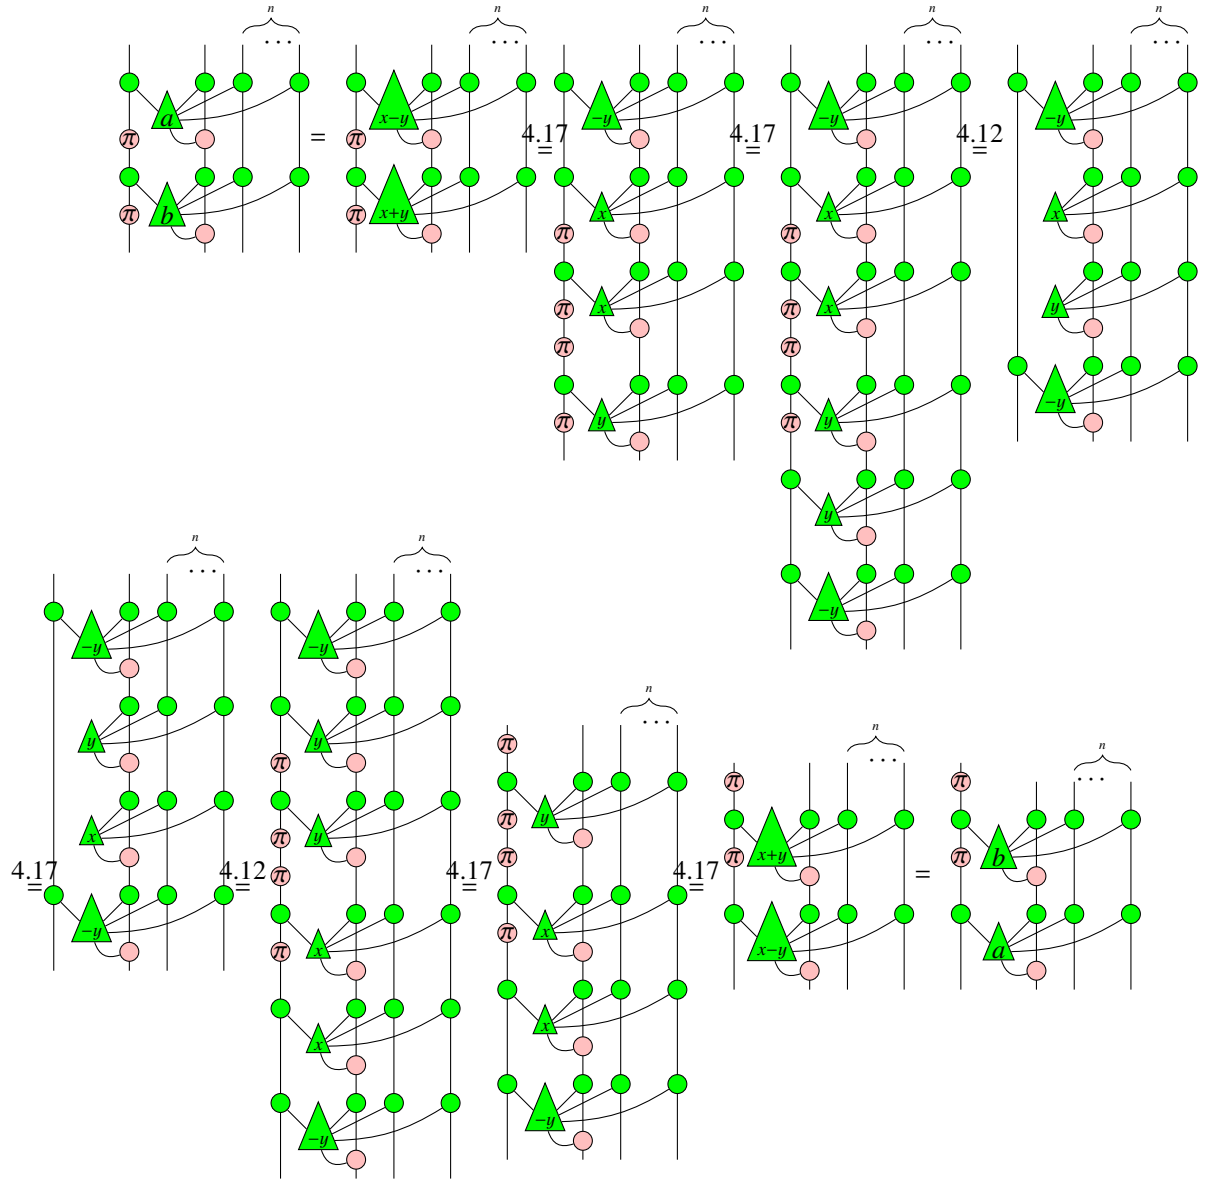 n n n n n
... ... ... ... ...
a x−y −y −y −y
π π = 4.17 = 4.17 = 4.12 =
b x+y x x x
π π π π
x x y
π π
π π
y y −y
π π
y
−y
n n
... ...
−y −y
n
...
y y π
π n
...
x y y x+y b
π π π π π
4.17 = 4.12 = π 4.17 = π 4.17 = π = π
n
...
−y x x x−y a
π π
x x
−y −y